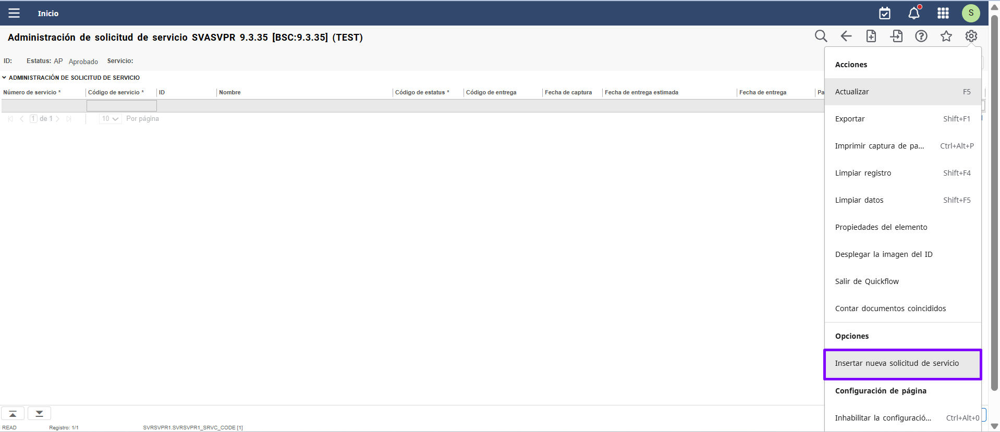 Inicio
S
Administración de solicitud de servicio SVASVPR 9.3.35 [BSC:9.3.35] (TEST)
ID: Estatus: AP Aprobado Servicio:
ADMINISTRACIÓN DE SOLICITUD DE SERVICIO
Número de servicio * Código de servicio * ID Nombre Código de estatus * Código de entrega Fecha de captura Fecha de entrega estimada Fecha de entrega Pa
1 de 1 10 Por página
Acciones
Actualizar F5
Exportar Shift+F1
Imprimir captura de pa... Ctrl+Alt+P
Limpiar registro Shift+F4
Limpiar datos Shift+F5
Propiedades del elemento
Desplegar la imagen del ID
Salir de Quickflow
Contar documentos coincididos
Opciones
Insertar nueva solicitud de servicio
Configuración de página
Inhabilitar la configuració... Ctrl+Alt+0
READ Registro: 1/1 SVRSVPR1.SVRSVPR1_SRVC_CODE [1]